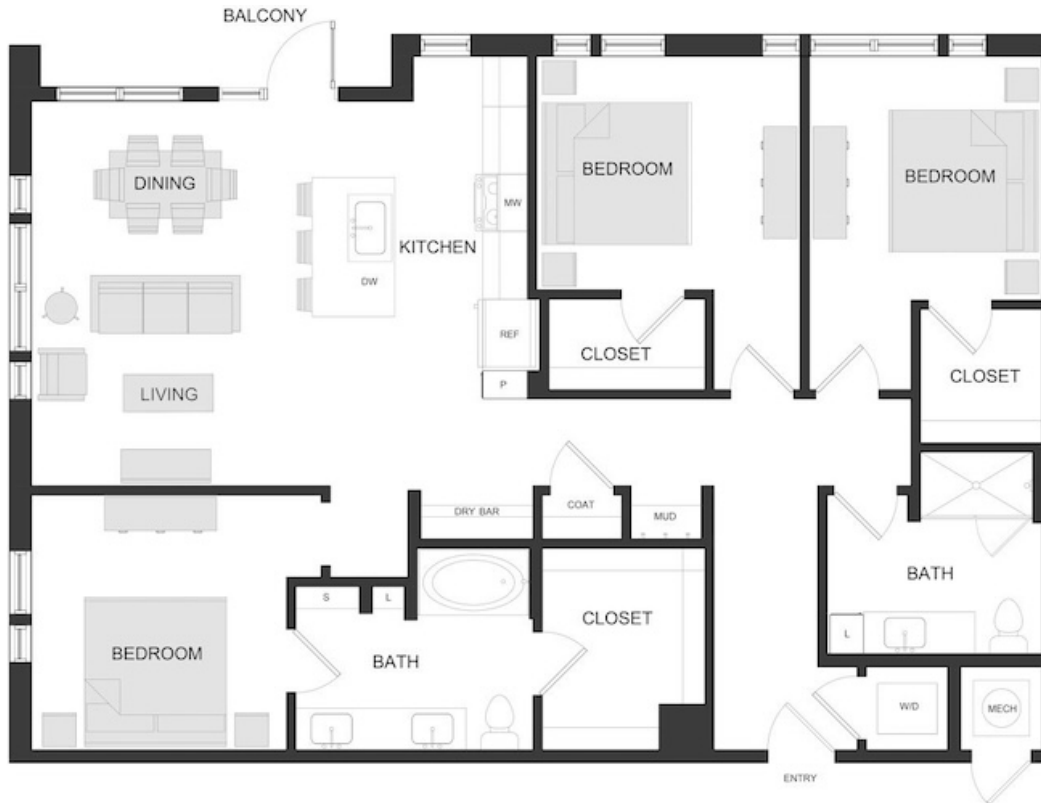 BALCONY
DINING
BEDROOM
BEDROOM
MW
KITCHEN
DW
REF
CLOSET
P
CLOSET
LIVING
DRY BAR
COAT
MUD
BATH
S
L
CLOSET
BEDROOM
BATH
L
W/D
MECH
ENTRY